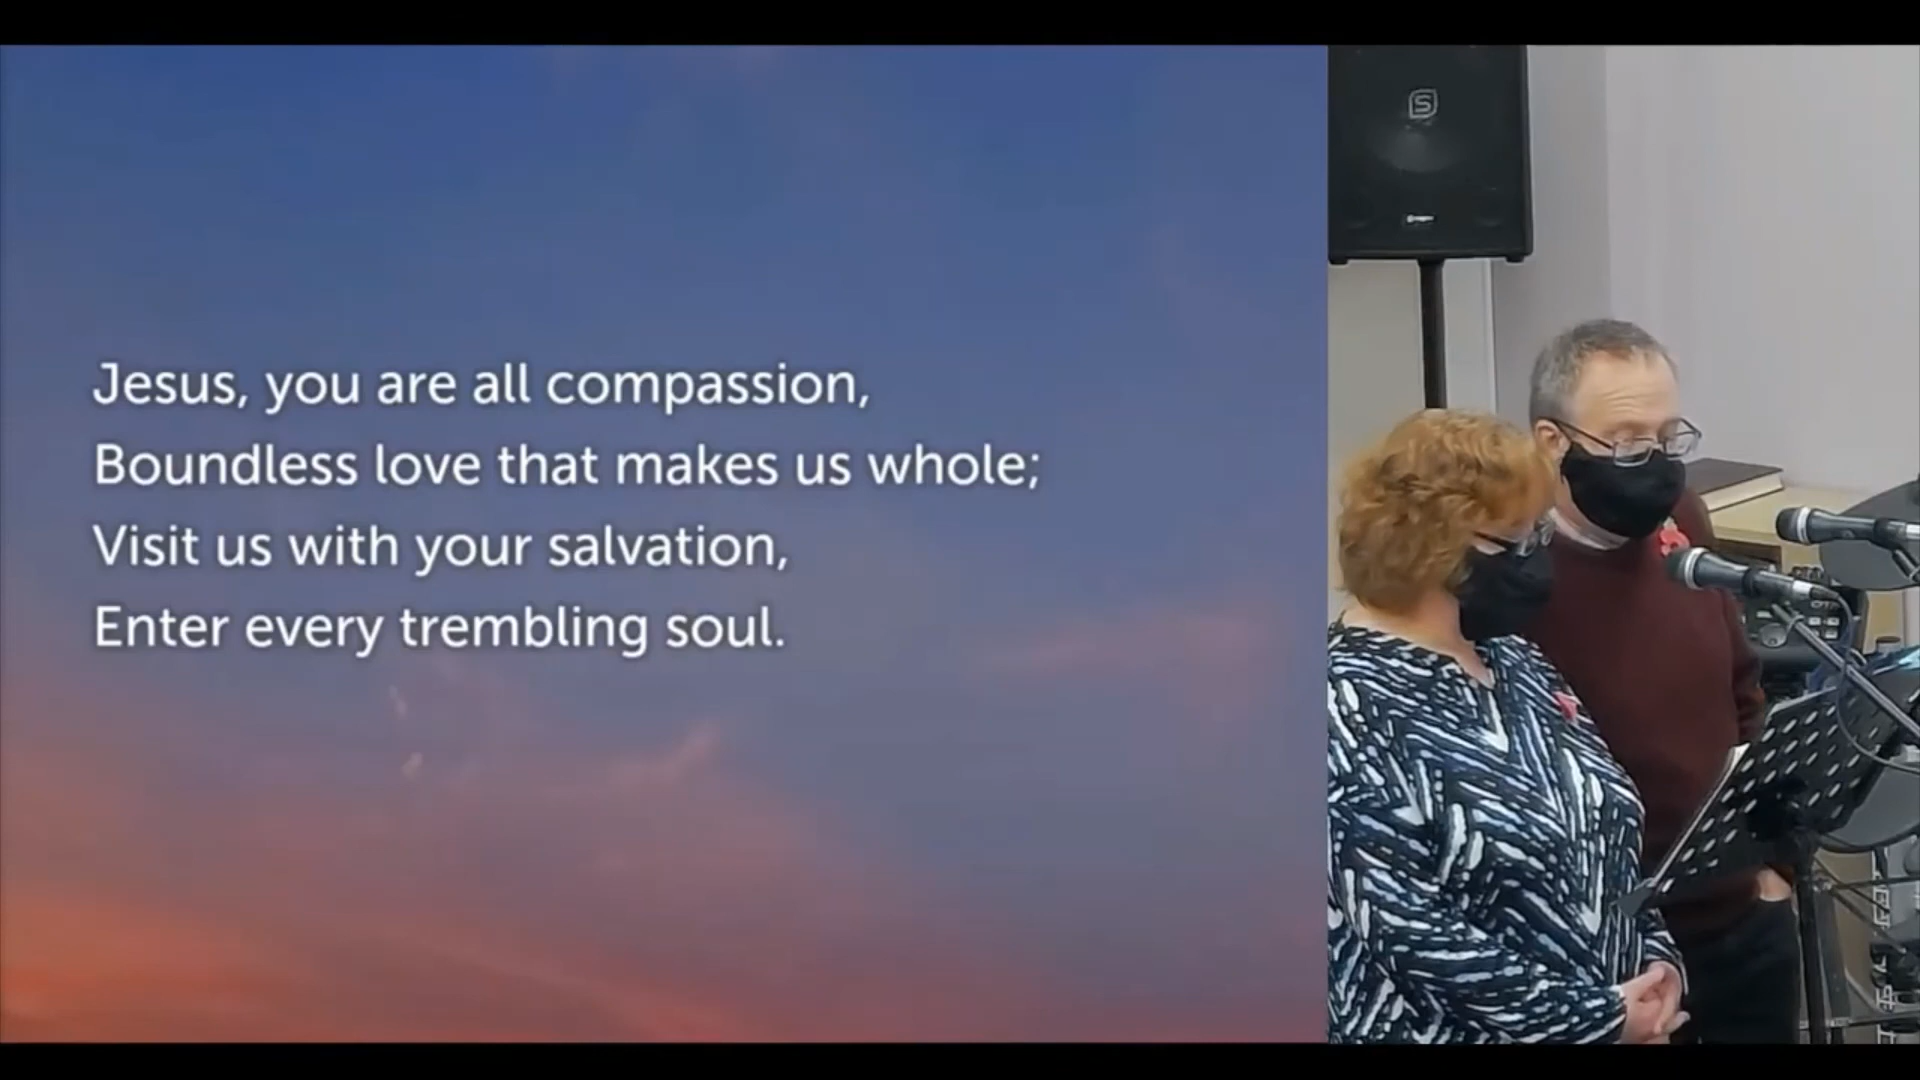 Jesus, you are all compassion,
Boundless love that makes us whole;
Visit us with your salvation,
Enter every trembling soul.
S